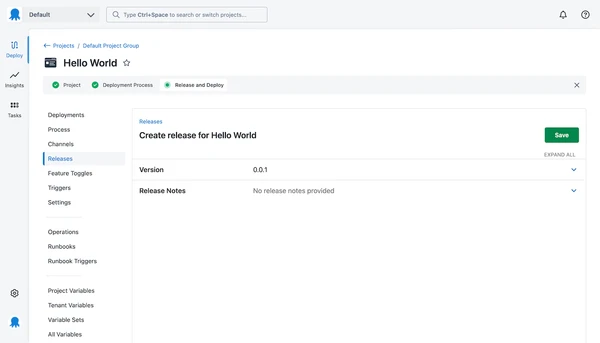 Default
Type Ctrl+Space to search or switch projects...
Deploy
Insights
Tasks
Projects / Default Project Group
Hello World
Project
Deployment Process
Release and Deploy
Deployments
Process
Channels
Releases
Feature Toggles
Triggers
Settings
Operations
Runbooks
Runbook Triggers
Project Variables
Tenant Variables
Variable Sets
All Variables
Releases
Create release for Hello World
Save
EXPAND ALL
Version 0.0.1
Release Notes No release notes provided